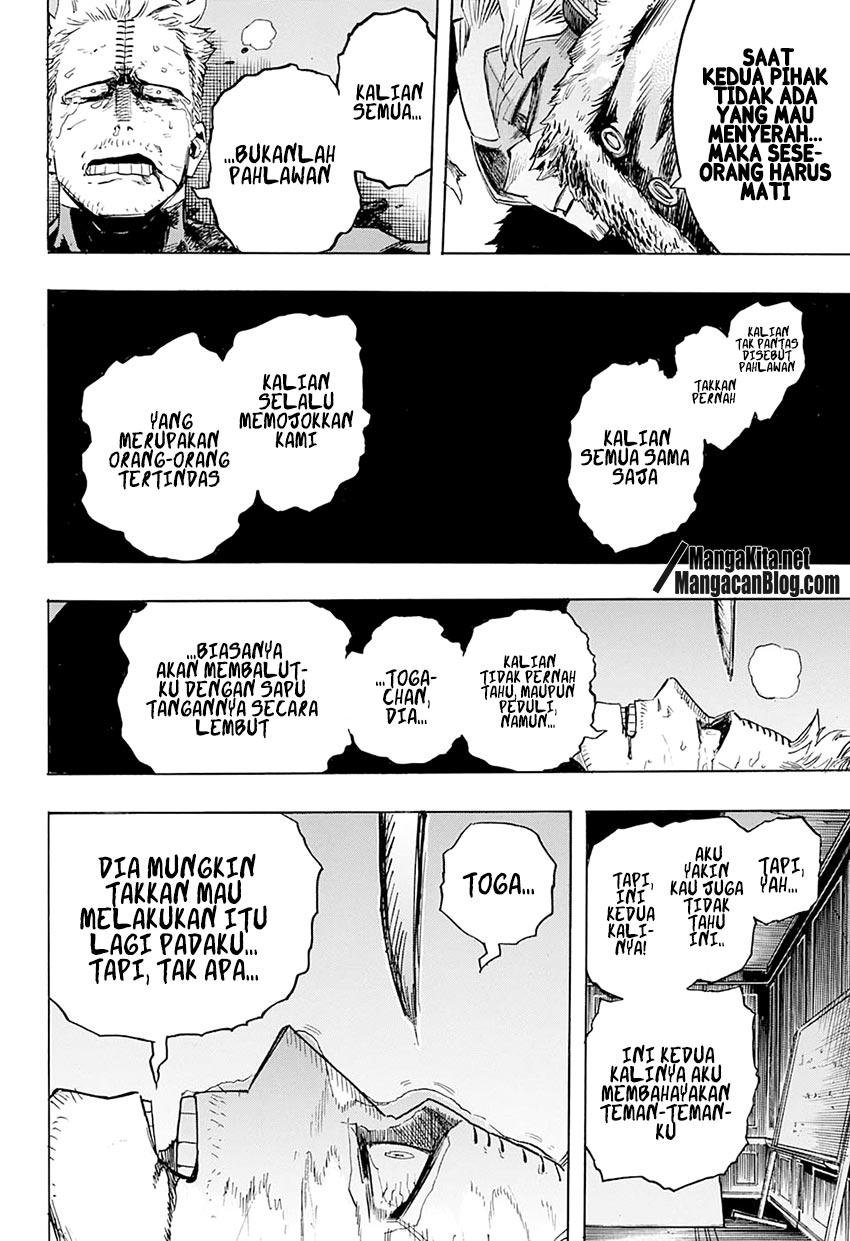 SAAT
KEDUA PIHAK
TIDAK ADA
YANG MAU
MENYERAH...
MAKA SESE-
ORANG HARUS
MATI
KALIAN
SEMUA...
...BUKANLAH
PAHLAWAN
KALIAN
TAK PANTAS
DISEBUT
PAHLAWAN
TAKKAN
PERNAH
KALIAN
SEMUA SAMA
SAJA
KALIAN
SELALU
MEMOJOKKAN
KAMI
YANG
MERUPAKAN
ORANG-ORANG
TERTINDAS
MangaKita.net
MangacanBlog.com
KALIAN
TIDAK PERNAH
TAHU, MAUPUN
PEDULI,
NAMUN...
...TOGA-
CHAN,
DIA...
...BIASANYA
AKAN MEMBALUT-
KU DENGAN SAPU
TANGANNYA SECARA
LEMBUT
TAPI,
YAH...
AKU
YAKIN
KAU JUGA
TIDAK
TAHU
INI..
TAPI,
INI
KEDUA
KALI-
NYA!
INI KEDUA
KALINYA AKU
MEMBAHAYAKAN
TEMAN-TEMAN-
KU
TOGA...
DIA MUNGKIN
TAKKAN MAU
MELAKUKAN ITU
LAGI PADAKU...
TAPI, TAK APA...